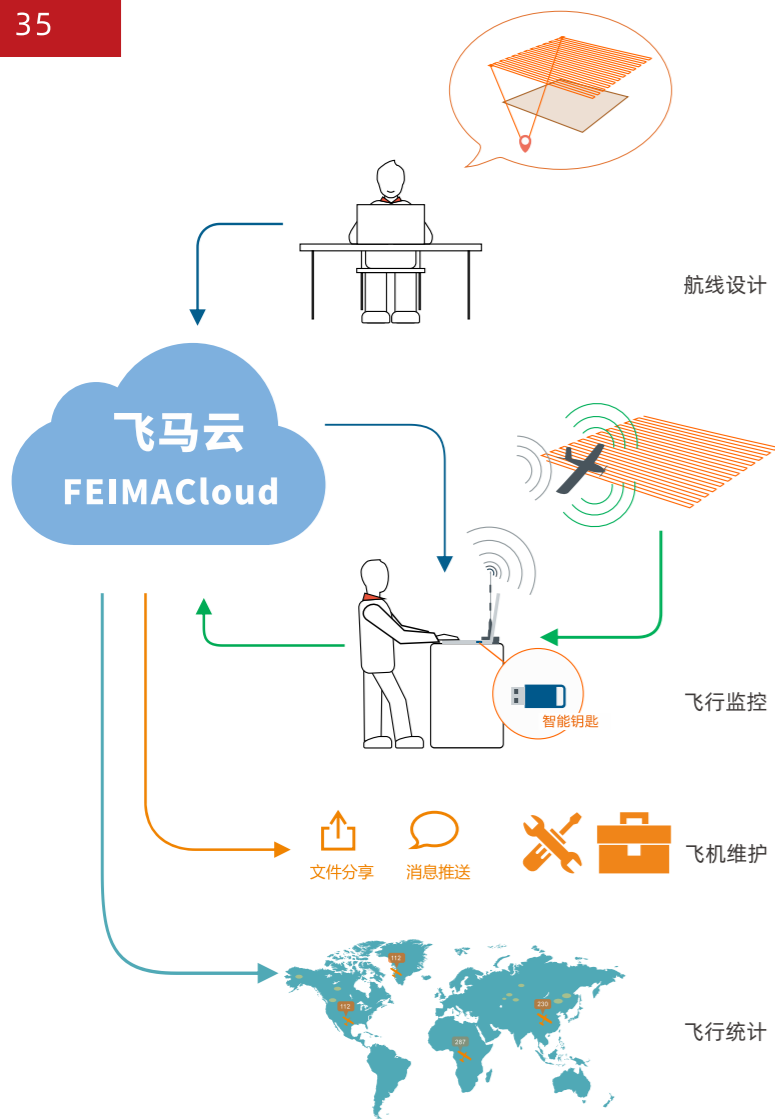 35
航线设计
飞马云
FEIMACloud
智能钥匙
飞行监控
文件分享
消息推送
飞机维护
112
112
230
287
飞行统计